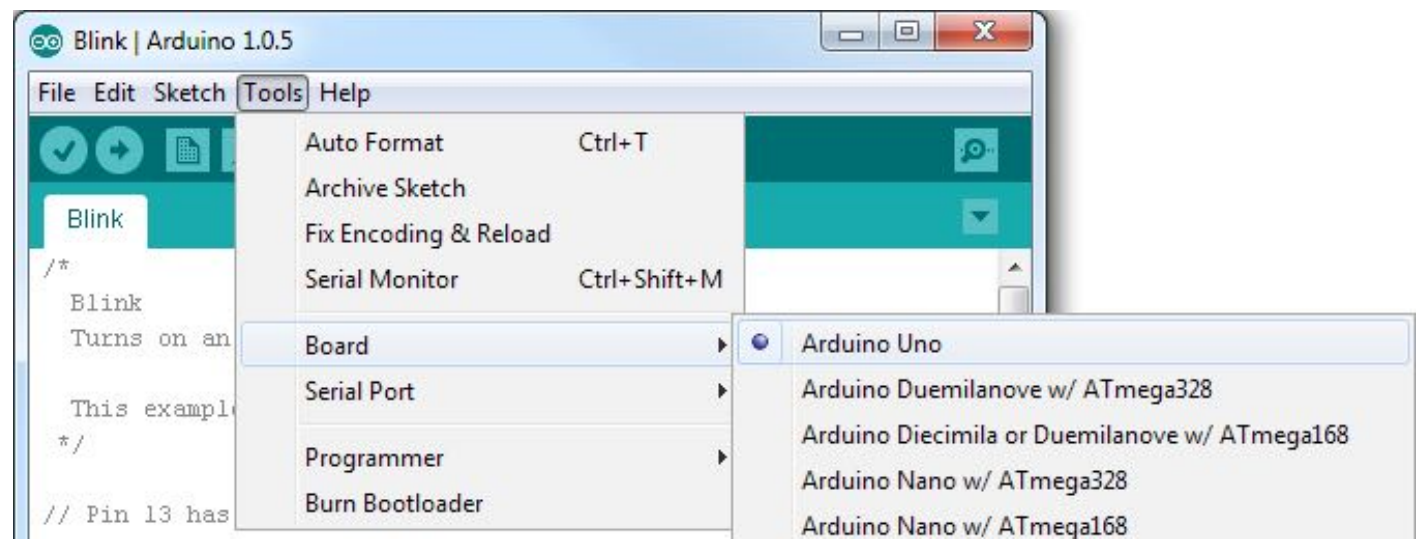 Blink | Arduino 1.0.5
File Edit Sketch Tools Help
Auto Format Ctrl+T
Archive Sketch
Fix Encoding & Reload
Serial Monitor Ctrl+Shift+M
Board
Serial Port
Programmer
Burn Bootloader
Arduino Uno
Arduino Duemilanove w/ ATmega328
Arduino Diecimila or Duemilanove w/ ATmega168
Arduino Nano w/ ATmega328
Arduino Nano w/ ATmega168
Blink
/*
Blink
Turns on an
This exampl
*/
// Pin 13 has